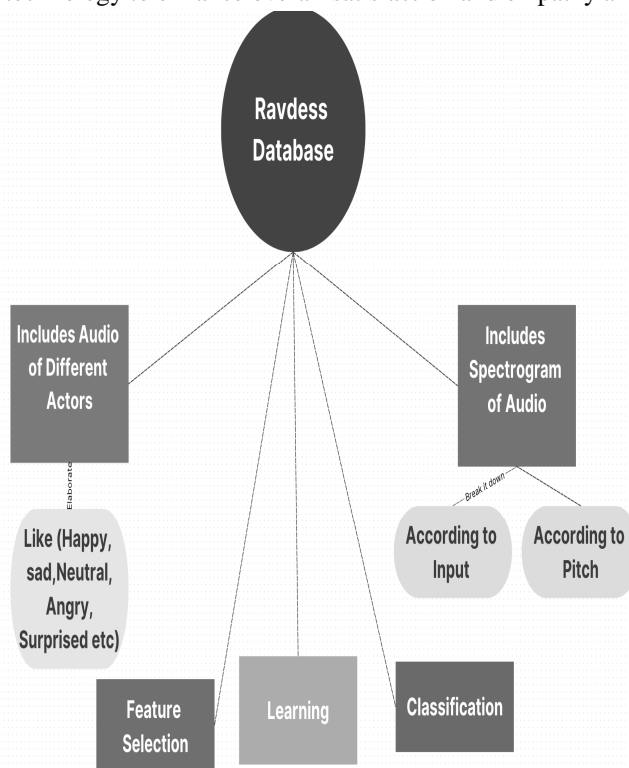 Ravdess
Database
Includes Audio
of Different
Actors
Includes
Spectrogram
of Audio
Elaborate
Break it down
Like (Happy,
sad,Neutral,
Angry,
Surprised etc)
According to
Input
According to
Pitch
Feature
Selection
Learning
Classification